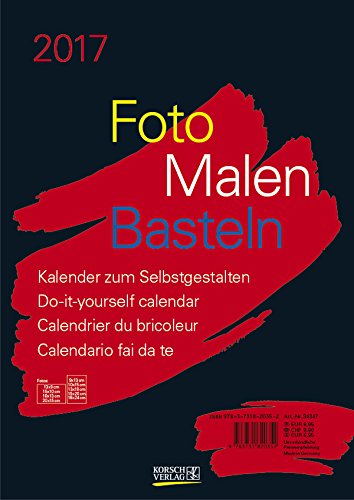 2017
Foto
Malen
Basteln
Kalender zum Selbstgestalten
Do-it-yourself calendar
Calendrier du bricoleur
Calendario fai da te
Fotos:
KORSCH
VERLAG